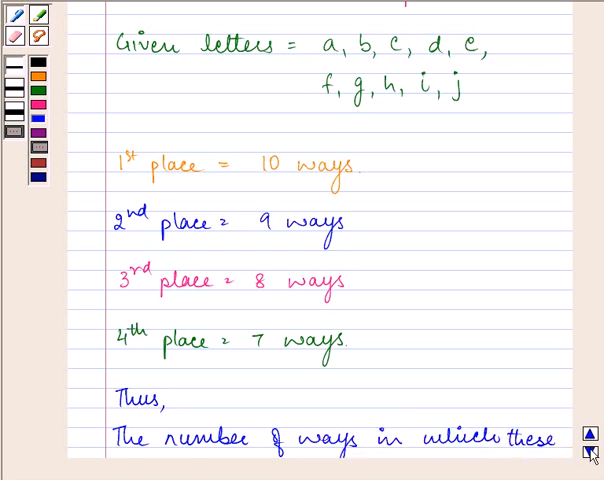 Given letters = a, b, c, d, e,
f, g, h, i, j
1st place = 10 ways.
2nd place = 9 ways
3rd place = 8 ways
4th place = 7 ways.
Thus,
The number of ways in which these